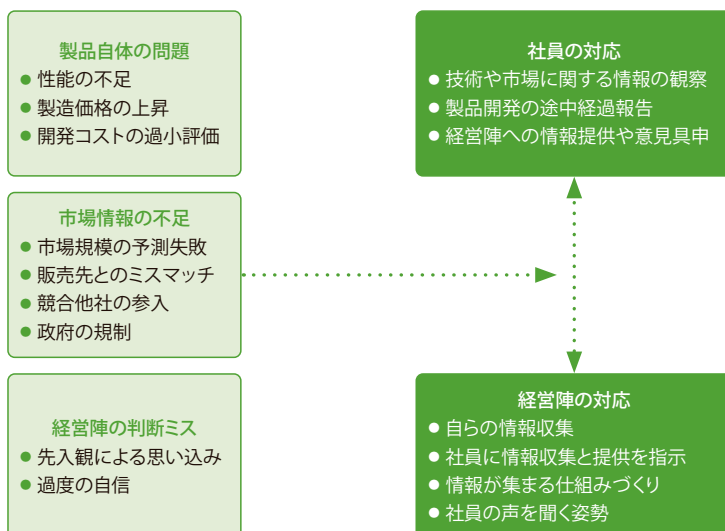 製品自体の問題
● 性能の不足
● 製造価格の上昇
● 開発コストの過小評価
市場情報の不足
● 市場規模の予測失敗
● 販売先とのミスマッチ
● 競合他社の参入
● 政府の規制
経営陣の判断ミス
● 先入観による思い込み
● 過度の自信
社員の対応
● 技術や市場に関する情報の観察
● 製品開発の途中経過報告
● 経営陣への情報提供や意見具申
経営陣の対応
● 自らの情報収集
● 社員に情報収集と提供を指示
● 情報が集まる仕組みづくり
● 社員の声を聞く姿勢